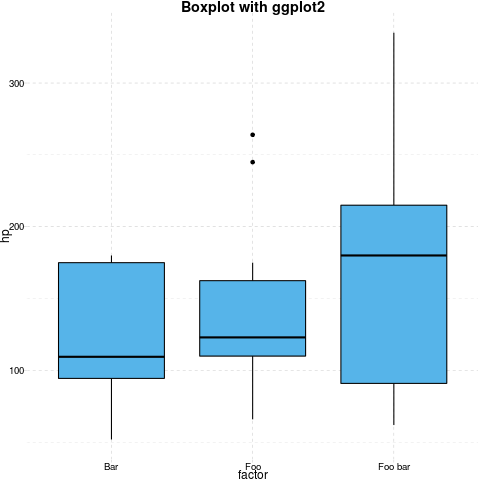 Boxplot with ggplot2
300
200
100
hp
Bar
Foo
Foo bar
factor